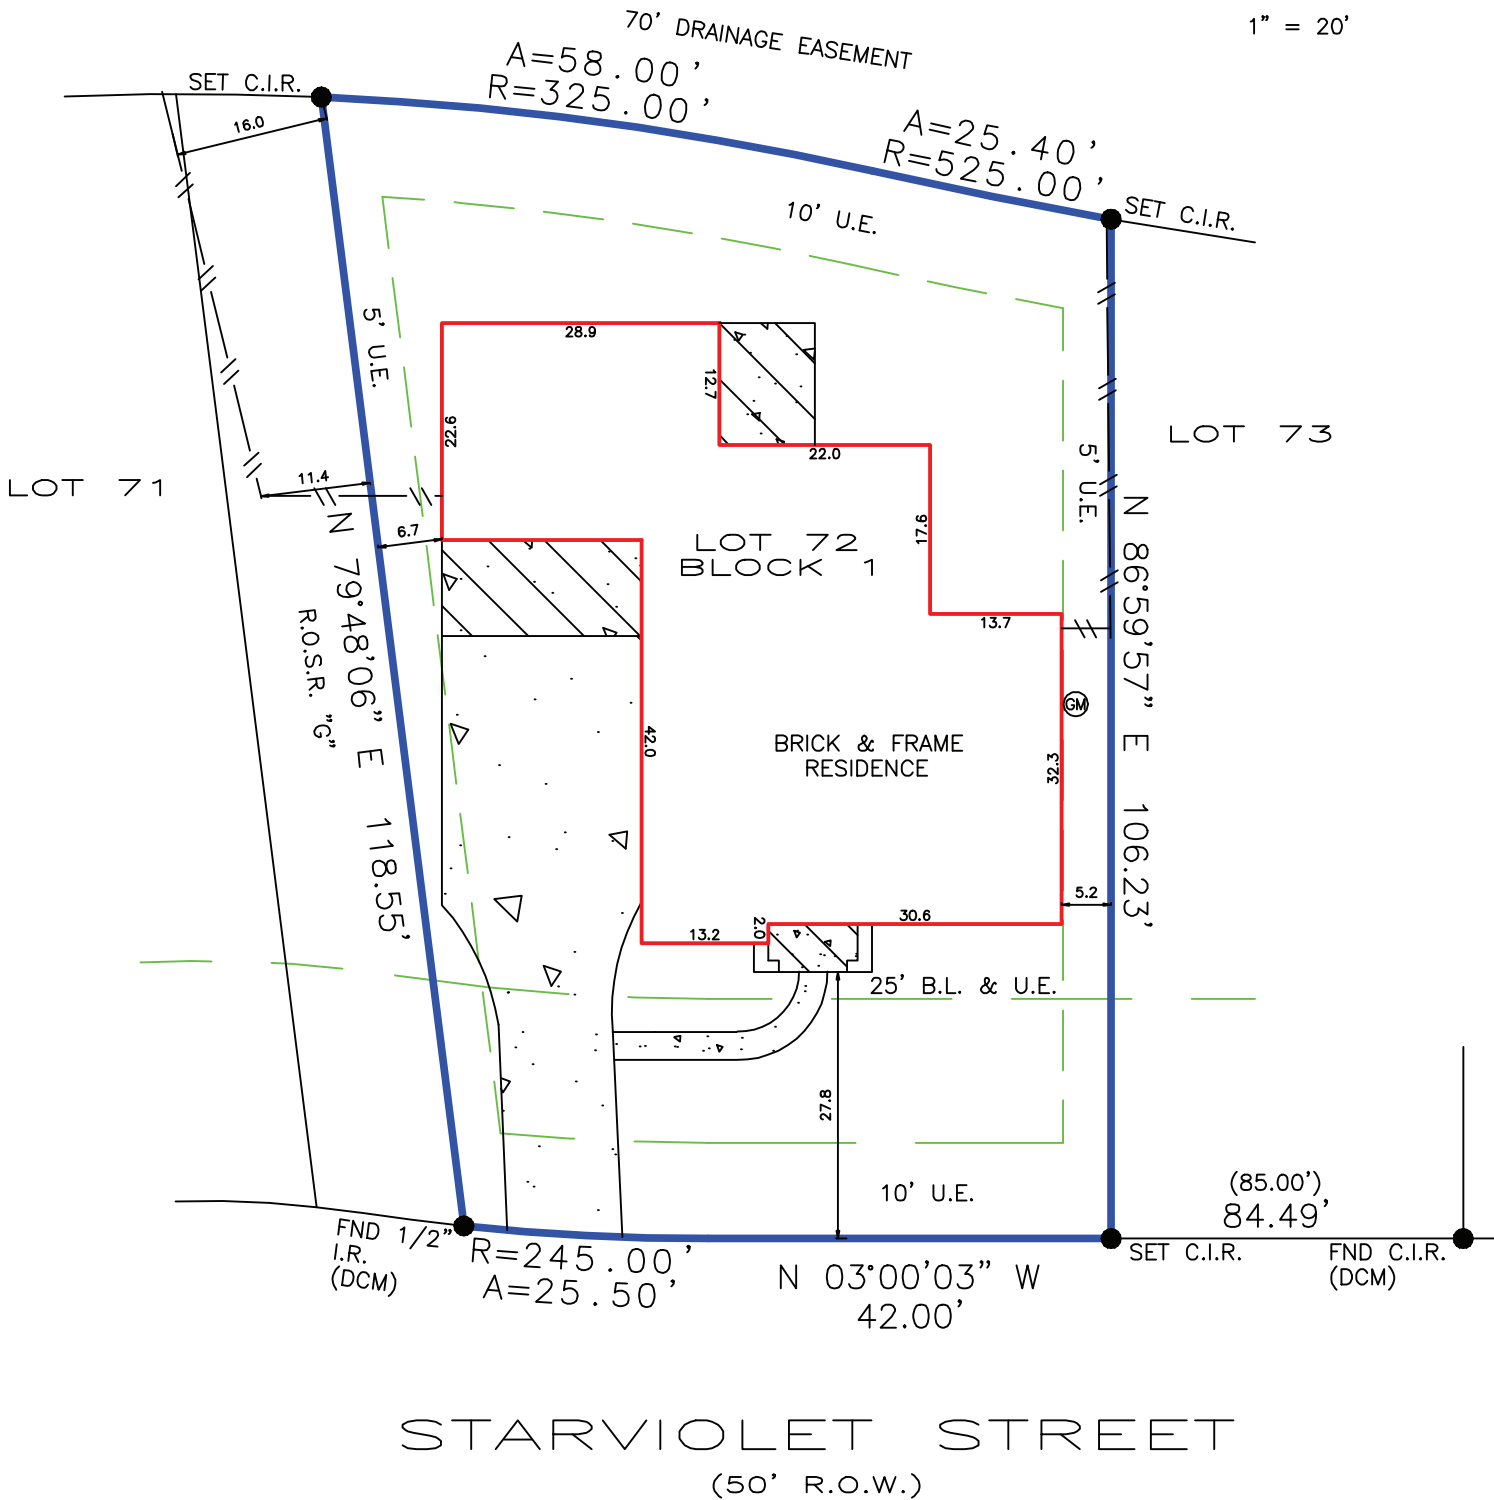 70' DRAINAGE EASEMENT
1" = 20'
A=58.00'
R=325.00'
SET C.I.R.
16.0
A=25.40'
R=525.00'
SET C.I.R.
10' U.E.
5' U.E.
28.9
12.7
22.6
22.0
5' U.E.
LOT 73
LOT 71
11.4
6.7
17.6
LOT 72
BLOCK 1
N 79°48'06" E 118.55'
R.O.S.R. "G"
N 86°59'57" E 106.23'
13.7
GM
42.0
BRICK & FRAME
RESIDENCE
32.3
5.2
13.2
2.0
30.6
25' B.L. & U.E.
27.8
10' U.E.
(85.00')
84.49'
FND 1/2"
I.R.
(DCM)
R=245.00'
A=25.50'
N 03°00'03" W
42.00'
SET C.I.R.
FND C.I.R.
(DCM)
STARVIOLET STREET
(50' R.O.W.)